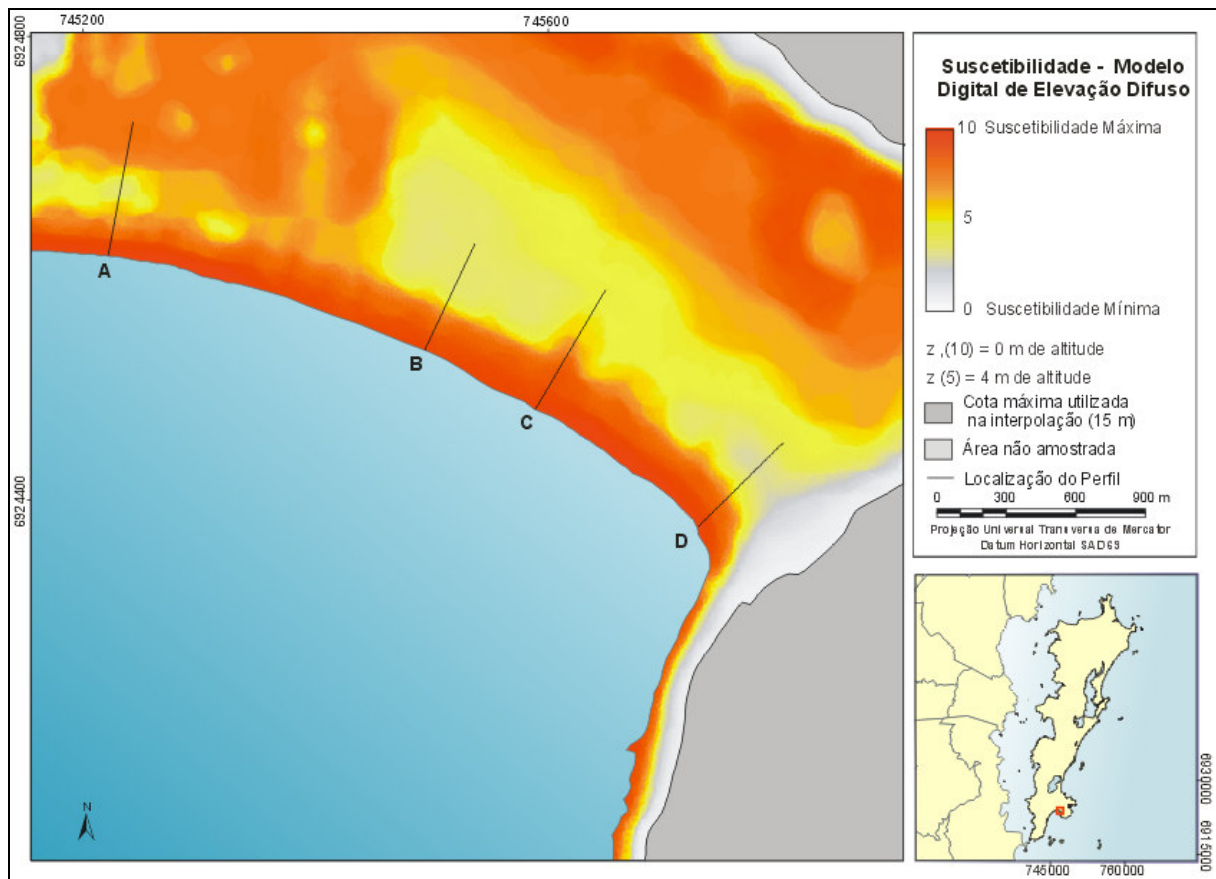 745200
745600
6924800
6924400
A
B
C
D
N
Suscetibilidade - Modelo
Digital de Elevação Difuso
10 Suscetibilidade Máxima
5
0 Suscetibilidade Mínima
z ,(10) = 0 m de altitude
z (5) = 4 m de altitude
Cota máxima utilizada
na interpolação (15 m)
Área não amostrada
Localização do Perfil
0 300 600 900 m
Projeção Universal Transversa de Mercator
Datum Horizontal SAD69
6930000
6915000
745000
760000